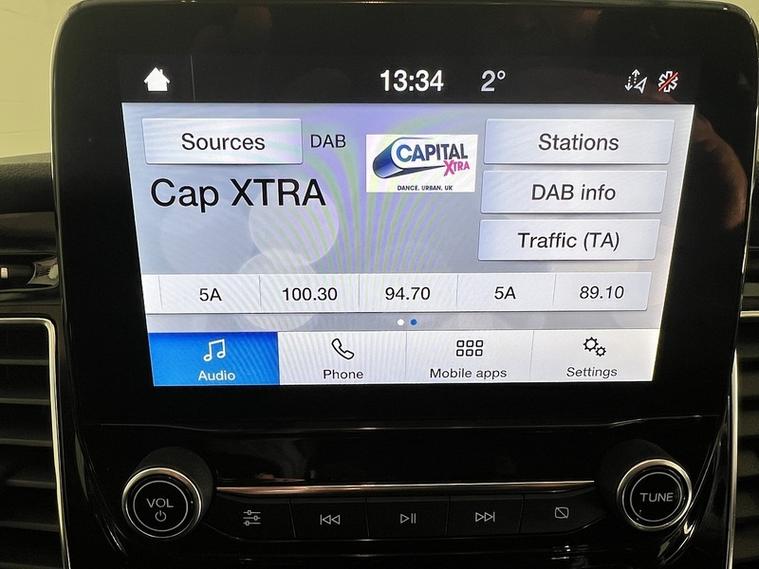 13:34 2°
Sources DAB CAPITAL XTRA Stations
DANCE. URBAN. UK
Cap XTRA DAB info
Traffic (TA)
5A 100.30 94.70 5A 89.10
Audio Phone Mobile apps Settings
VOL TUNE